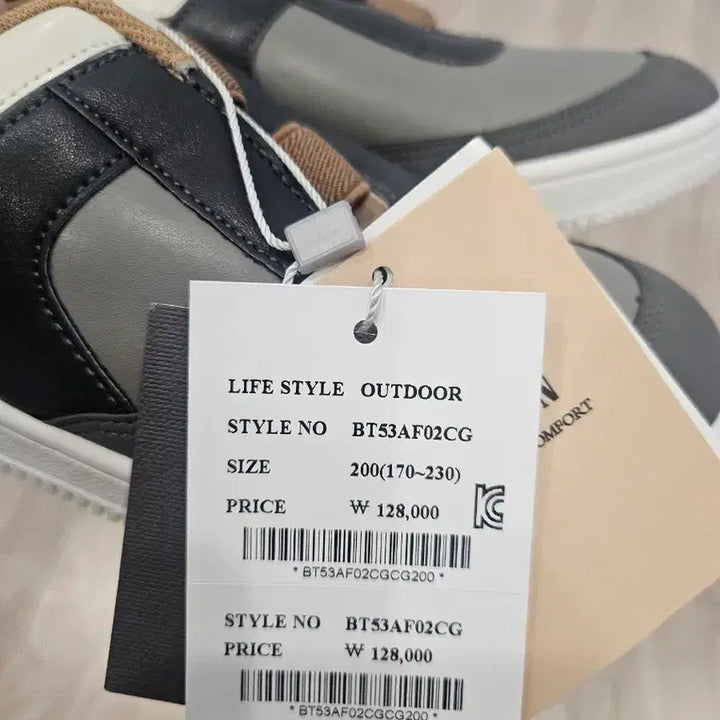 LIFE STYLE OUTDOOR
STYLE NO BT53AF02CG
SIZE 200(170~230)
PRICE ₩ 128,000
* BT53AF02CGCG200 *
STYLE NO BT53AF02CG
PRICE ₩ 128,000
* BT53AF02CGCG200 *